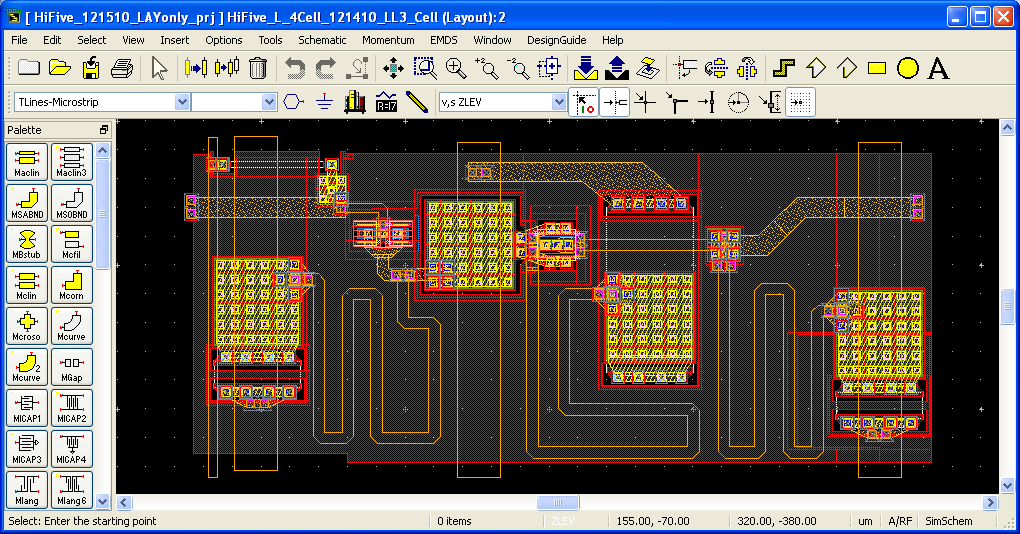 [ HiFive_121510_LAYonly_prj ] HiFive_L_4Cell_121410_LL3_Cell (Layout):2
File Edit Select View Insert Options Tools Schematic Momentum EMDS Window DesignGuide Help
TLines-Microstrip v,s ZLEV
Palette
Maclin Maclin3
MSABND MSOBND
MBstub Mcfil
Mclin Mcorn
Mcroso Mcurve
Mcurve MGap
MICAP1 MICAP2
MICAP3 MICAP4
Mlang Mlang6
Select: Enter the starting point 0 items ZLEV 155.00, -70.00 320.00, -380.00 um A/RF SimSchem